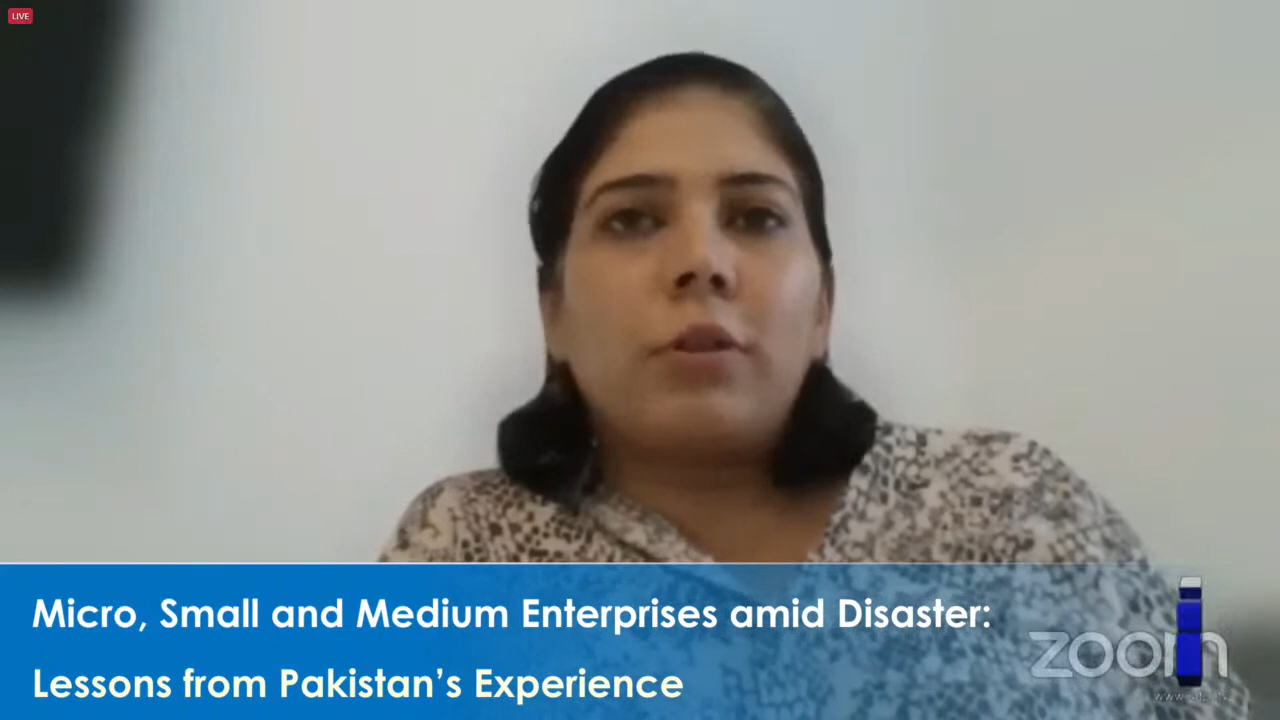 LIVE
Micro, Small and Medium Enterprises amid Disaster:
Lessons from Pakistan’s Experience
zoom